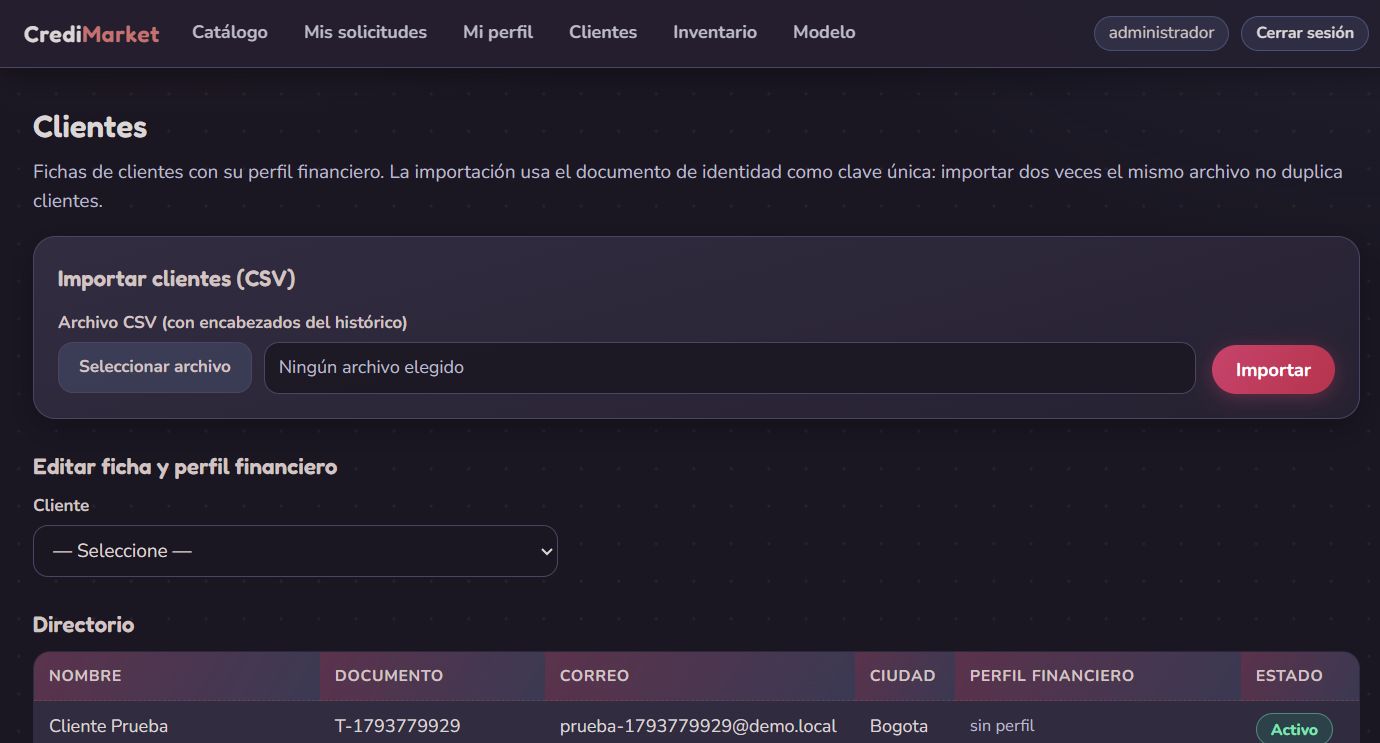 CrediMarket Catálogo Mis solicitudes Mi perfil Clientes Inventario Modelo administrador Cerrar sesión
Clientes
Fichas de clientes con su perfil financiero. La importación usa el documento de identidad como clave única: importar dos veces el mismo archivo no duplica
clientes.
Importar clientes (CSV)
Archivo CSV (con encabezados del histórico)
Seleccionar archivo Ningún archivo elegido Importar
Editar ficha y perfil financiero
Cliente
— Seleccione —
Directorio
NOMBRE DOCUMENTO CORREO CIUDAD PERFIL FINANCIERO ESTADO
Cliente Prueba T-1793779929 prueba-1793779929@demo.local Bogota sin perfil Activo